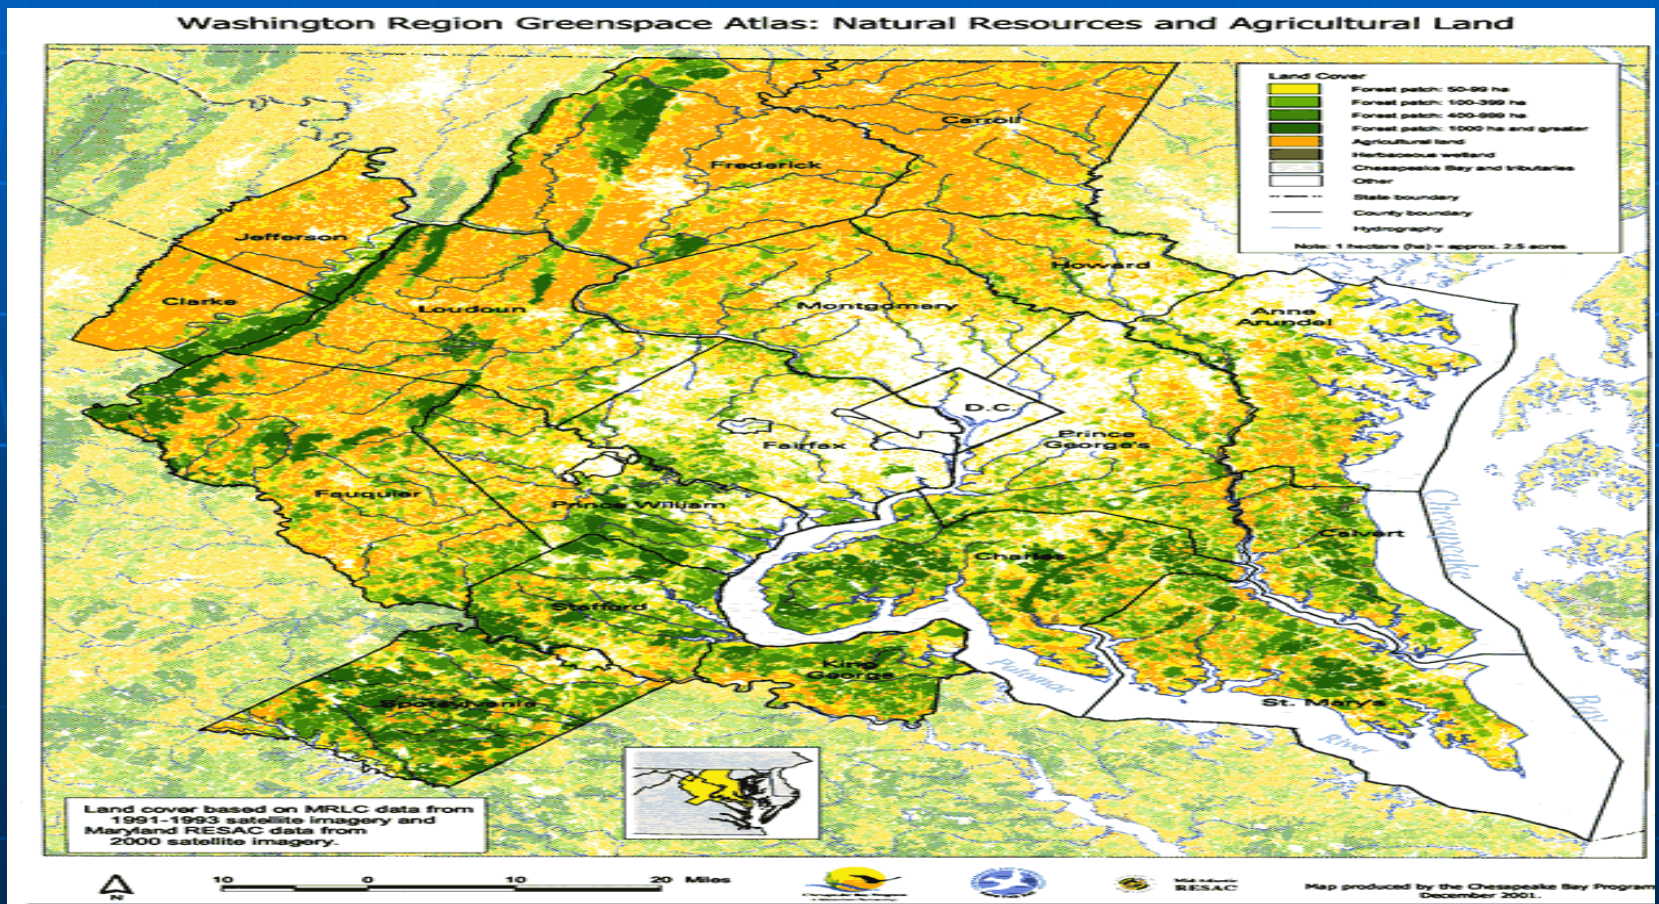 Washington Region Greenspace Atlas: Natural Resources and Agricultural Land
Land Cover
Forest patch: 50-99 ha
Forest patch: 100-399 ha
Forest patch: 400-999 ha
Forest patch: 1000 ha and greater
Agricultural land
Herbaceous wetland
Chesapeake Bay and tributaries
Other
State boundary
County boundary
Hydrography
Note: 1 hectare (ha) = approx. 2.5 acres
Carroll
Frederick
Jefferson
Howard
Clarke
Loudoun
Montgomery
Anne
Arundel
D.C.
Fairfax
Prince
George's
Fauquier
Prince William
Chesapeake
Calvert
Charles
Stafford
King
George
Potomac
Spotsylvania
St. Marys
Bay
River
Land cover based on MRLC data from
1991-1993 satellite imagery and
Maryland RESAC data from
2000 satellite imagery.
N
10 0 10 20 Miles
Chesapeake Bay Program
Mid-Atlantic
RESAC
Map produced by the Chesapeake Bay Program
December 2001.